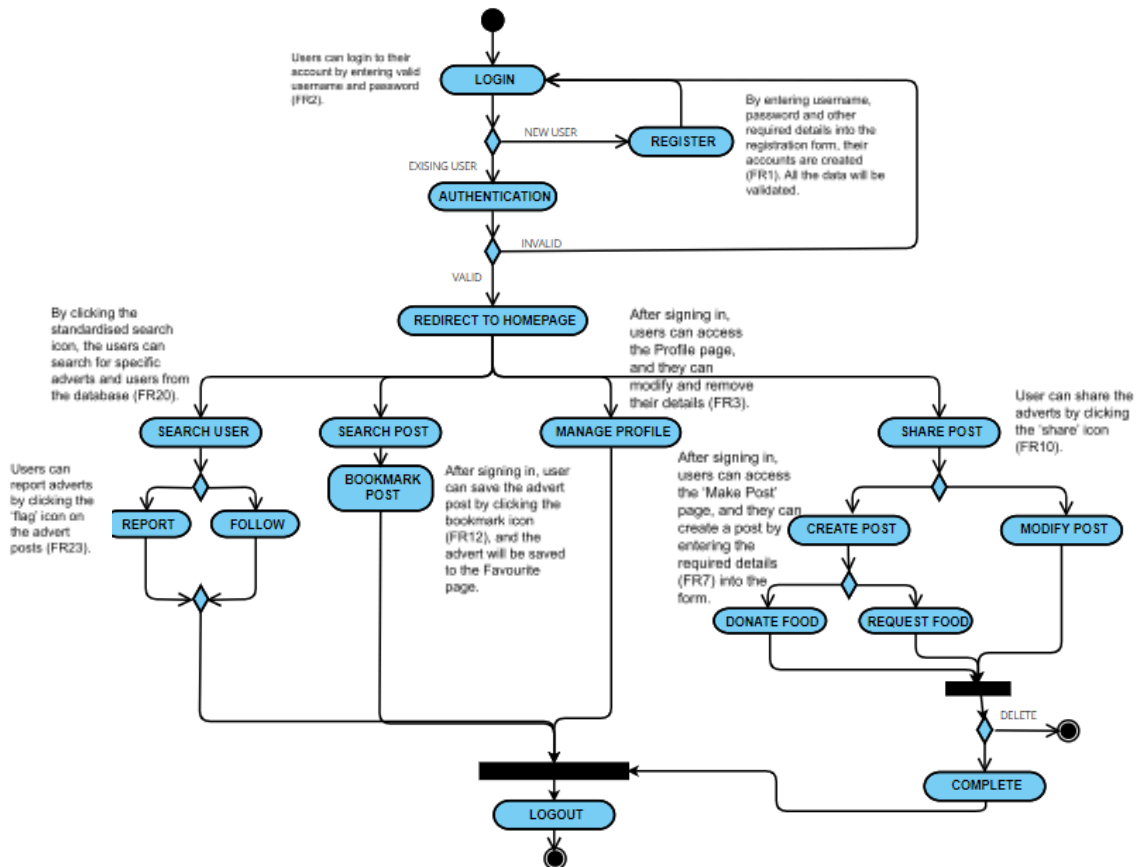 Users can login to their
account by entering valid
username and password
(FR2).
LOGIN
By entering username,
password and other
required details into the
registration form, their
accounts are created
(FR1). All the data will be
validated.
NEW USER
REGISTER
EXISING USER
AUTHENTICATION
INVALID
VALID
By clicking the
standardised search
icon, the users can
search for specific
adverts and users from
the database (FR20).
REDIRECT TO HOMEPAGE
After signing in,
users can access
the Profile page,
and they can
modify and remove
their details (FR3).
User can share the
adverts by clicking
the 'share' icon
(FR10).
SEARCH USER
SEARCH POST
MANAGE PROFILE
SHARE POST
Users can
report adverts
by clicking the
'flag' icon on
the advert
posts (FR23).
BOOKMARK
POST
After signing in, user
can save the advert
post by clicking the
bookmark icon
(FR12), and the
advert will be saved
to the Favourite
page.
After signing in,
users can access
the 'Make Post'
page, and they can
create a post by
entering the
required details
(FR7) into the
form.
REPORT
FOLLOW
CREATE POST
MODIFY POST
DONATE FOOD
REQUEST FOOD
DELETE
COMPLETE
LOGOUT